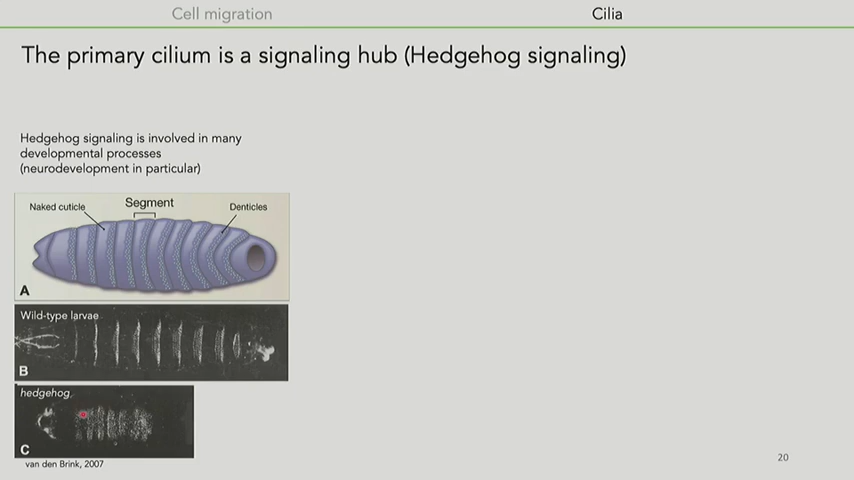 Cell migration
Cilia
The primary cilium is a signaling hub (Hedgehog signaling)
Hedgehog signaling is involved in many
developmental processes
(neurodevelopment in particular)
Naked cuticle
Segment
Denticles
A
Wild-type larvae
B
hedgehog
C
van den Brink, 2007
20